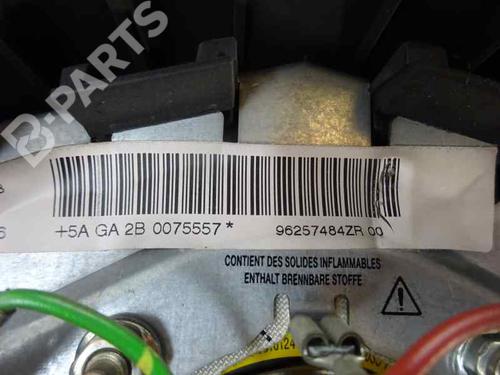 B-PARTS
+5A GA 2B 0075557* 96257484ZR 00
CONTIENT DES SOLIDES INFLAMMABLES
ENTHALT BRENNBARE STOFFE